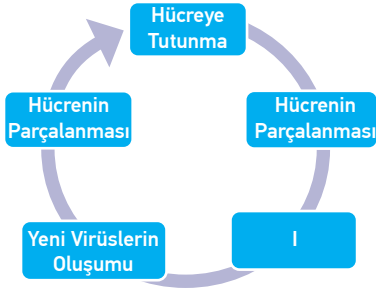 Hücreye
Tutunma
Hücrenin
Parçalanması
I
Yeni Virüslerin
Oluşumu
Hücrenin
Parçalanması